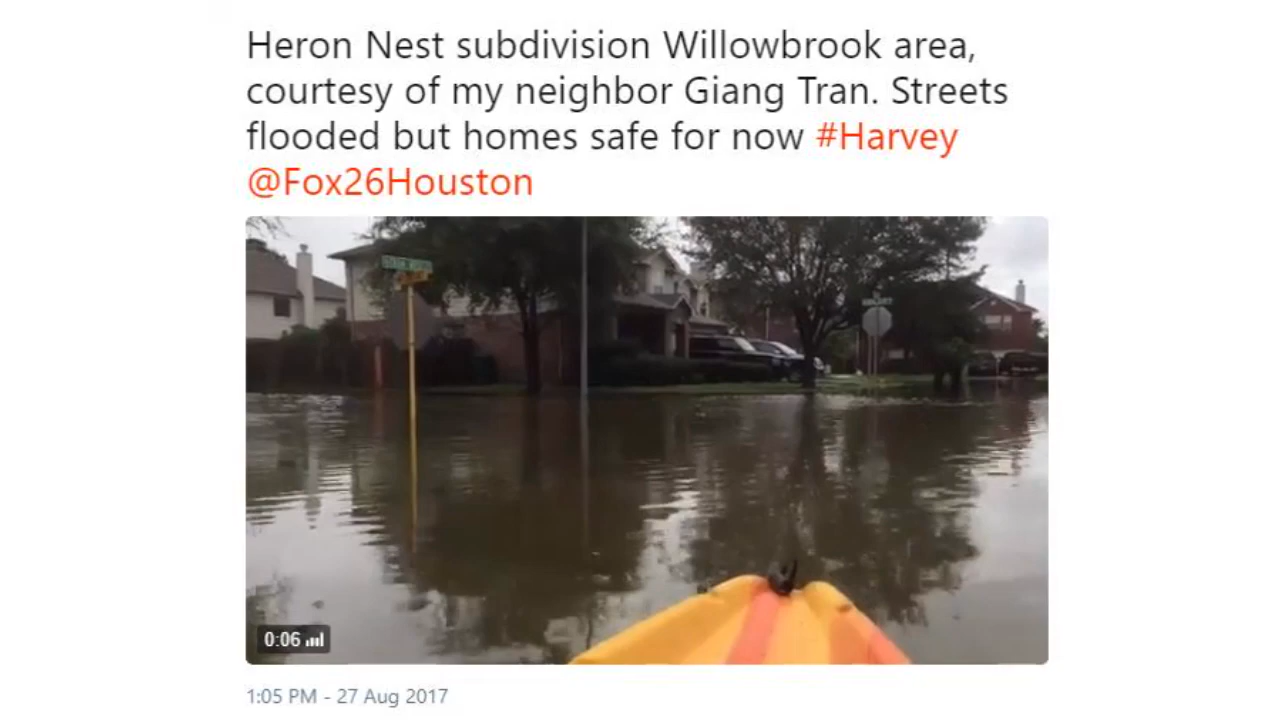 Heron Nest subdivision Willowbrook area,
courtesy of my neighbor Giang Tran. Streets
flooded but homes safe for now #Harvey
@Fox26Houston
0:06
1:05 PM - 27 Aug 2017